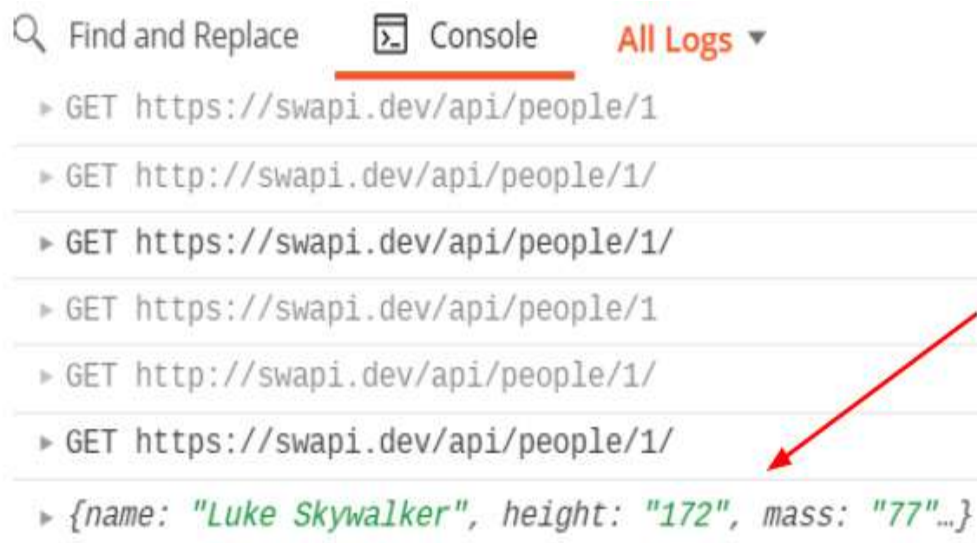 Find and Replace Console All Logs
GET https://swapi.dev/api/people/1
GET http://swapi.dev/api/people/1/
GET https://swapi.dev/api/people/1/
GET https://swapi.dev/api/people/1
GET http://swapi.dev/api/people/1/
GET https://swapi.dev/api/people/1/
{name: "Luke Skywalker", height: "172", mass: "77"…}